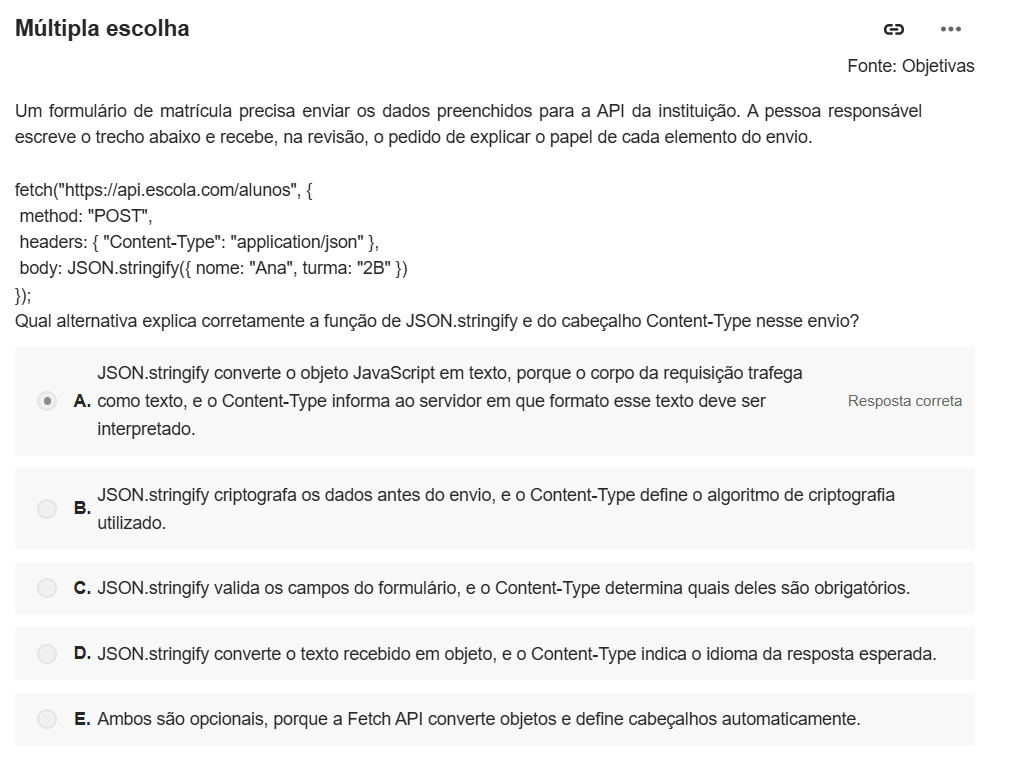 Múltipla escolha
Fonte: Objetivas
Um formulário de matrícula precisa enviar os dados preenchidos para a API da instituição. A pessoa responsável
escreve o trecho abaixo e recebe, na revisão, o pedido de explicar o papel de cada elemento do envio.
fetch("https://api.escola.com/alunos", {
method: "POST",
headers: { "Content-Type": "application/json" },
body: JSON.stringify({ nome: "Ana", turma: "2B" })
});
Qual alternativa explica corretamente a função de JSON.stringify e do cabeçalho Content-Type nesse envio?
JSON.stringify converte o objeto JavaScript em texto, porque o corpo da requisição trafega
A. como texto, e o Content-Type informa ao servidor em que formato esse texto deve ser
interpretado.
Resposta correta
JSON.stringify criptografa os dados antes do envio, e o Content-Type define o algoritmo de criptografia
B. utilizado.
C. JSON.stringify valida os campos do formulário, e o Content-Type determina quais deles são obrigatórios.
D. JSON.stringify converte o texto recebido em objeto, e o Content-Type indica o idioma da resposta esperada.
E. Ambos são opcionais, porque a Fetch API converte objetos e define cabeçalhos automaticamente.